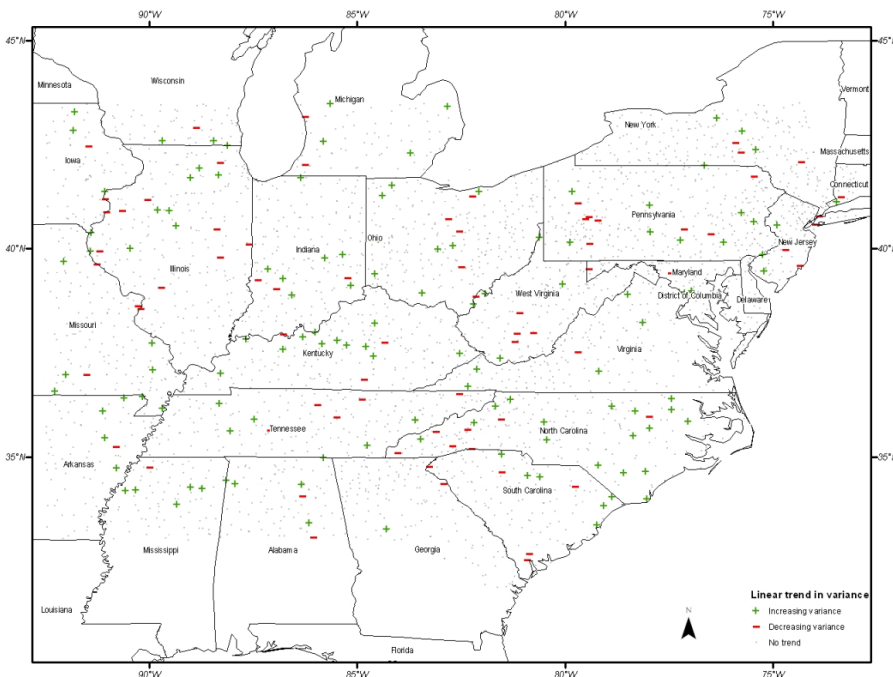 90°W 85°W 80°W 75°W
45°N 45°N
Minnesota
Wisconsin
Michigan
Vermont
New York
Massachusetts
Iowa
Connecticut
Pennsylvania
New Jersey
Ohio
Indiana
Illinois
Maryland
40°N 40°N
West Virginia
District of Columbia
Delaware
Missouri
Virginia
Kentucky
Tennessee
North Carolina
35°N 35°N
Arkansas
South Carolina
Mississippi
Alabama
Georgia
Louisiana
Florida
N
Linear trend in variance
Increasing variance
Decreasing variance
No trend
90°W 85°W 80°W 75°W